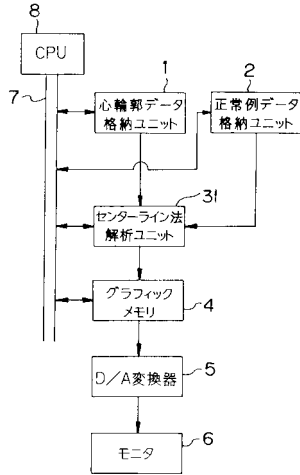 8
CPU
7
1
心輪郭データ
格納ユニット
2
正常例データ
格納ユニット
31
センターライン法
解析ユニット
グラフィック
メモリ
4
D/A変換器
5
モニタ
6